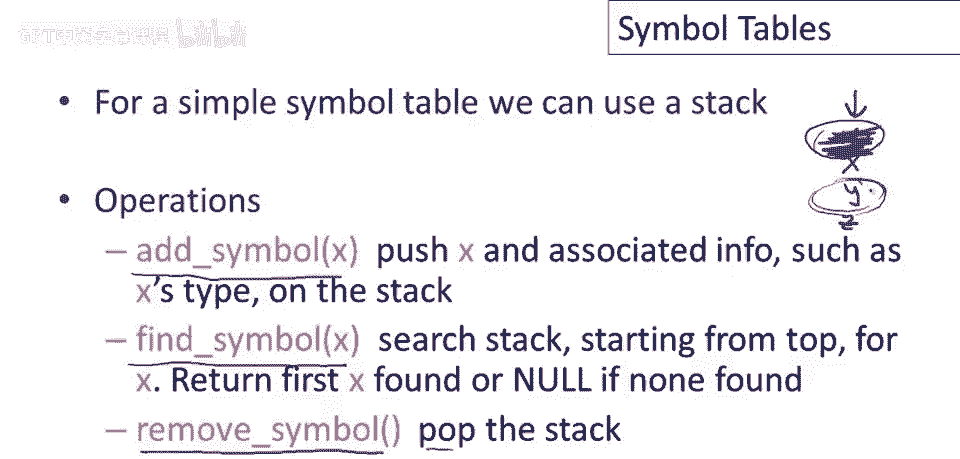 Symbol Tables
• For a simple symbol table we can use a stack
x
y
z
• Operations
– add_symbol(x) push x and associated info, such as
x's type, on the stack
– find_symbol(x) search stack, starting from top, for
x. Return first x found or NULL if none found
– remove_symbol() pop the stack